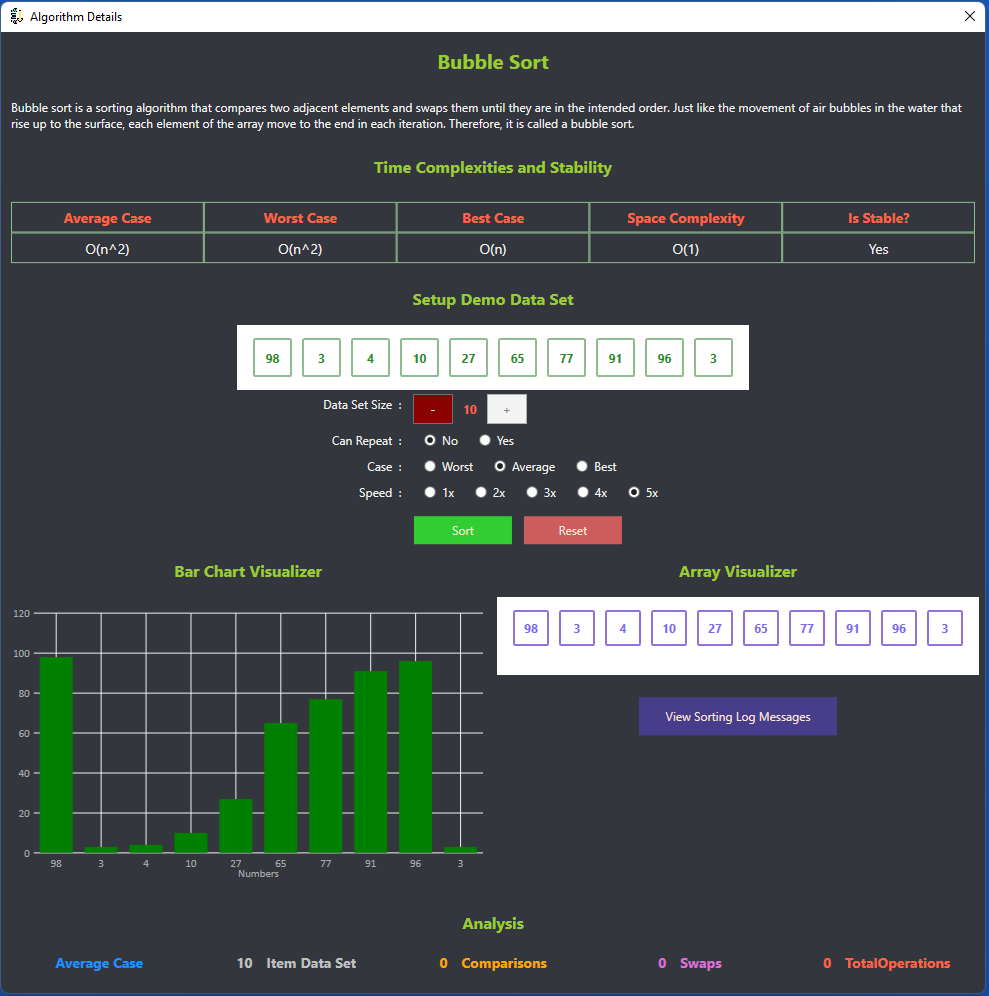 Algorithm Details
Bubble Sort
Bubble sort is a sorting algorithm that compares two adjacent elements and swaps them until they are in the intended order. Just like the movement of air bubbles in the water that
rise up to the surface, each element of the array move to the end in each iteration. Therefore, it is called a bubble sort.
Time Complexities and Stability
Average Case Worst Case Best Case Space Complexity Is Stable?
O(n^2) O(n^2) O(n) O(1) Yes
Setup Demo Data Set
98 3 4 10 27 65 77 91 96 3
Data Set Size : - 10 +
Can Repeat : No Yes
Case : Worst Average Best
Speed : 1x 2x 3x 4x 5x
Sort Reset
Bar Chart Visualizer
120
100
80
60
40
20
0
98 3 4 10 27 65 77 91 96 3
Numbers
Array Visualizer
98 3 4 10 27 65 77 91 96 3
View Sorting Log Messages
Analysis
Average Case 10 Item Data Set 0 Comparisons 0 Swaps 0 TotalOperations